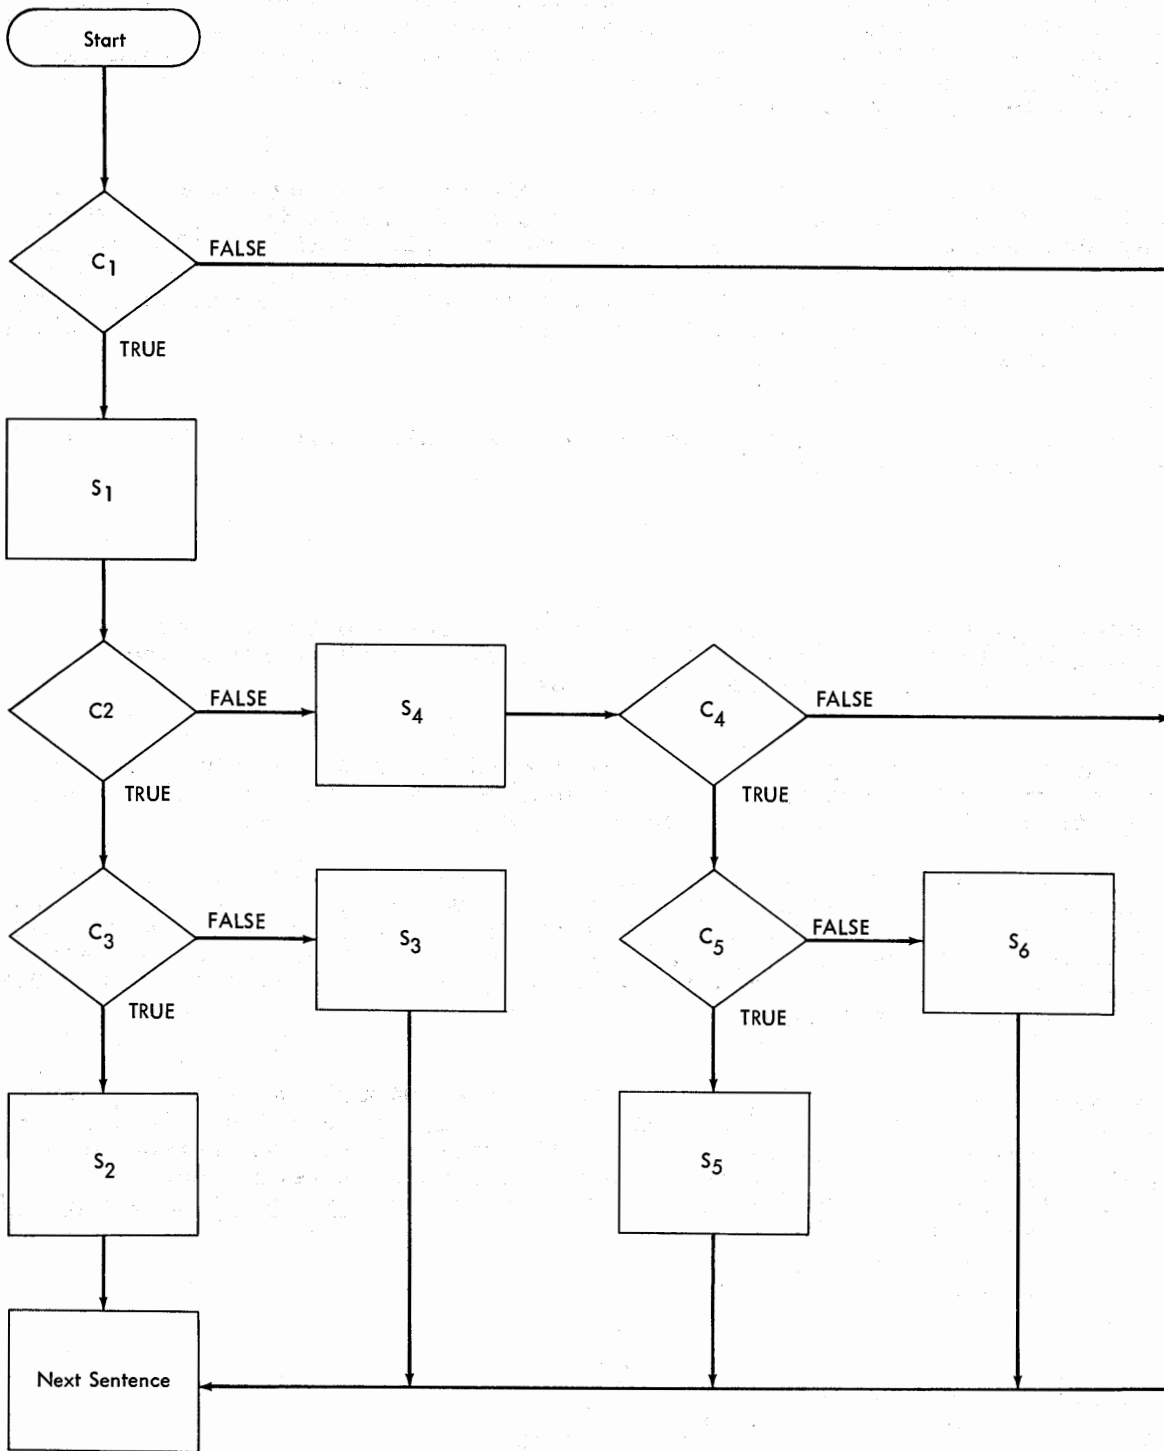 Start
C1
FALSE
TRUE
S1
C2
FALSE
S4
C4
FALSE
TRUE
TRUE
C3
FALSE
S3
C5
FALSE
S6
TRUE
TRUE
S2
S5
Next Sentence